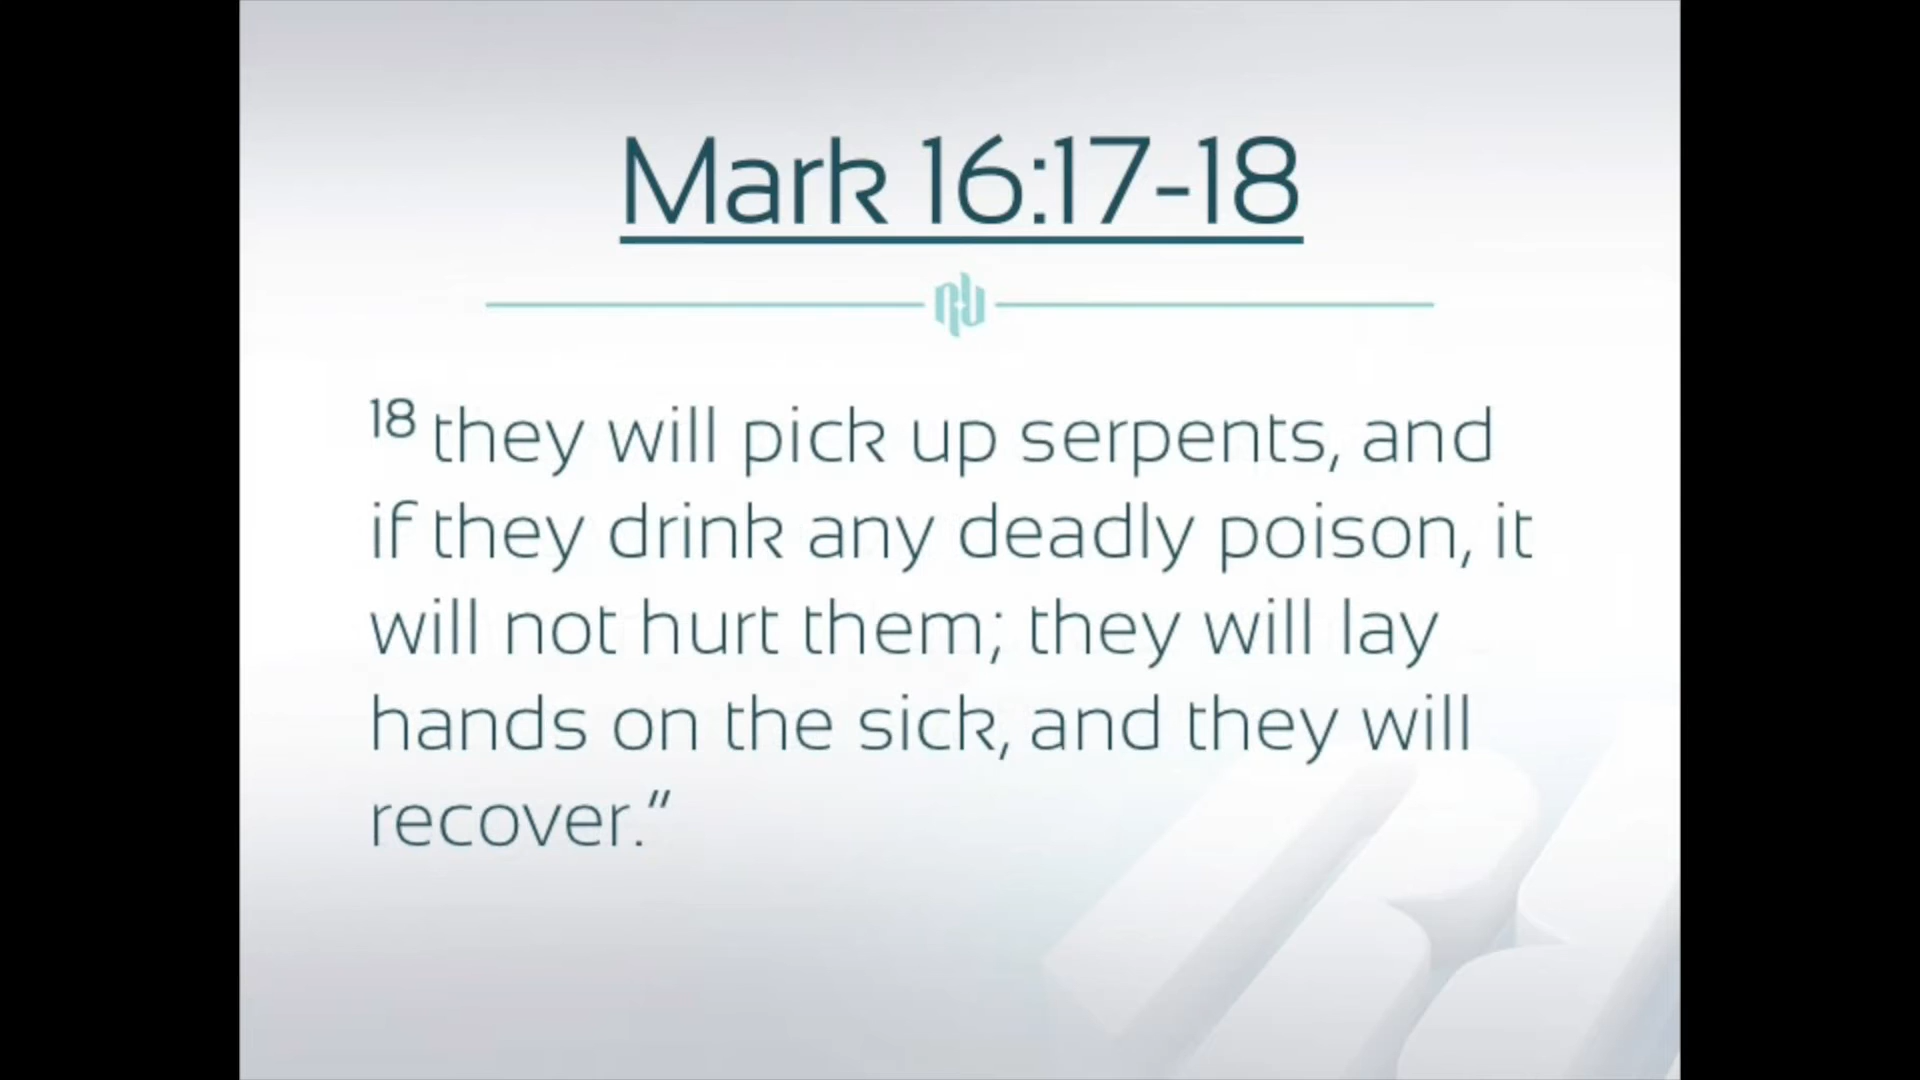 Mark 16:17-18
18 they will pick up serpents, and
if they drink any deadly poison, it
will not hurt them; they will lay
hands on the sick, and they will
recover.”